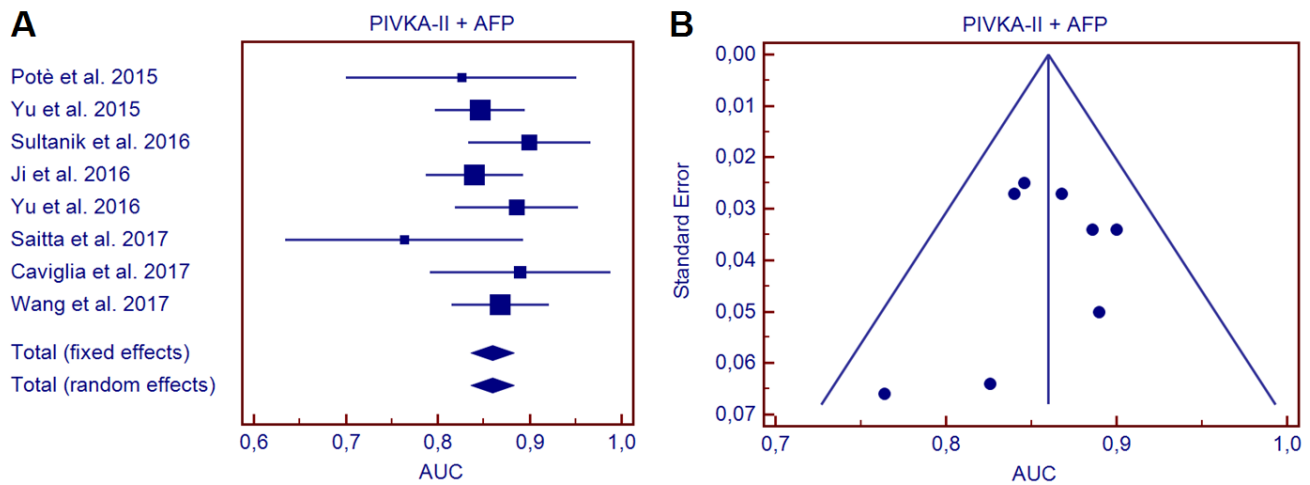 A
PIVKA-II + AFP
Potè et al. 2015
Yu et al. 2015
Sultanik et al. 2016
Ji et al. 2016
Yu et al. 2016
Saitta et al. 2017
Caviglia et al. 2017
Wang et al. 2017
Total (fixed effects)
Total (random effects)
0,6 0,7 0,8 0,9 1,0
AUC
B
PIVKA-II + AFP
Standard Error
0,00
0,01
0,02
0,03
0,04
0,05
0,06
0,07
0,7 0,8 0,9 1,0
AUC